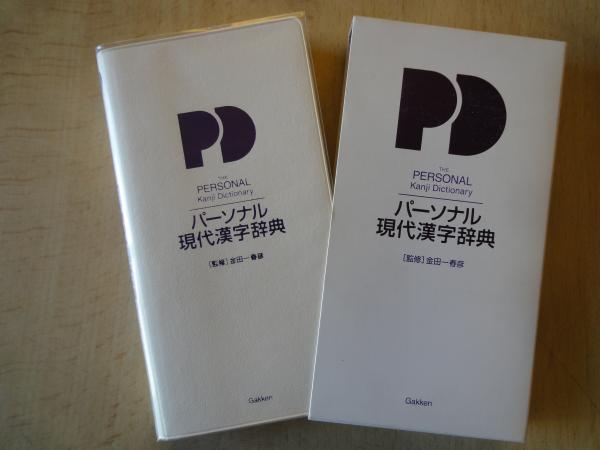 PD
THE
PERSONAL
Kanji Dictionary
パーソナル
現代漢字辞典
［監修］金田一春彦
Gakken
PD
THE
PERSONAL
Kanji Dictionary
パーソナル
現代漢字辞典
［監修］金田一春彦
Gakken